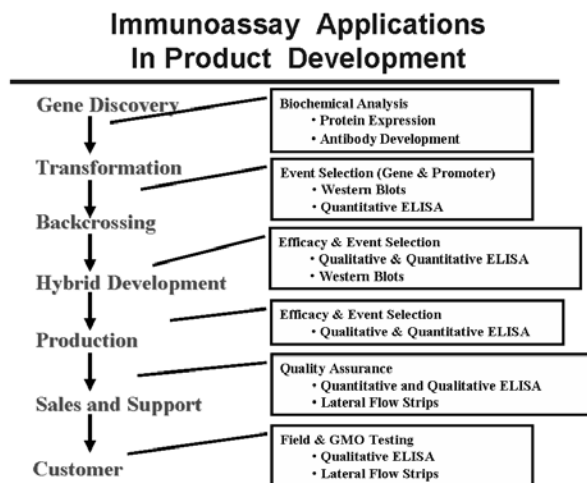 Immunoassay Applications
In Product Development
Gene Discovery
Biochemical Analysis
• Protein Expression
• Antibody Development
Transformation
Event Selection (Gene & Promoter)
• Western Blots
• Quantitative ELISA
Backcrossing
Efficacy & Event Selection
• Qualitative & Quantitative ELISA
• Western Blots
Hybrid Development
Efficacy & Event Selection
• Qualitative & Quantitative ELISA
Production
Quality Assurance
• Quantitative and Qualitative ELISA
• Lateral Flow Strips
Sales and Support
Field & GMO Testing
• Qualitative ELISA
• Lateral Flow Strips
Customer